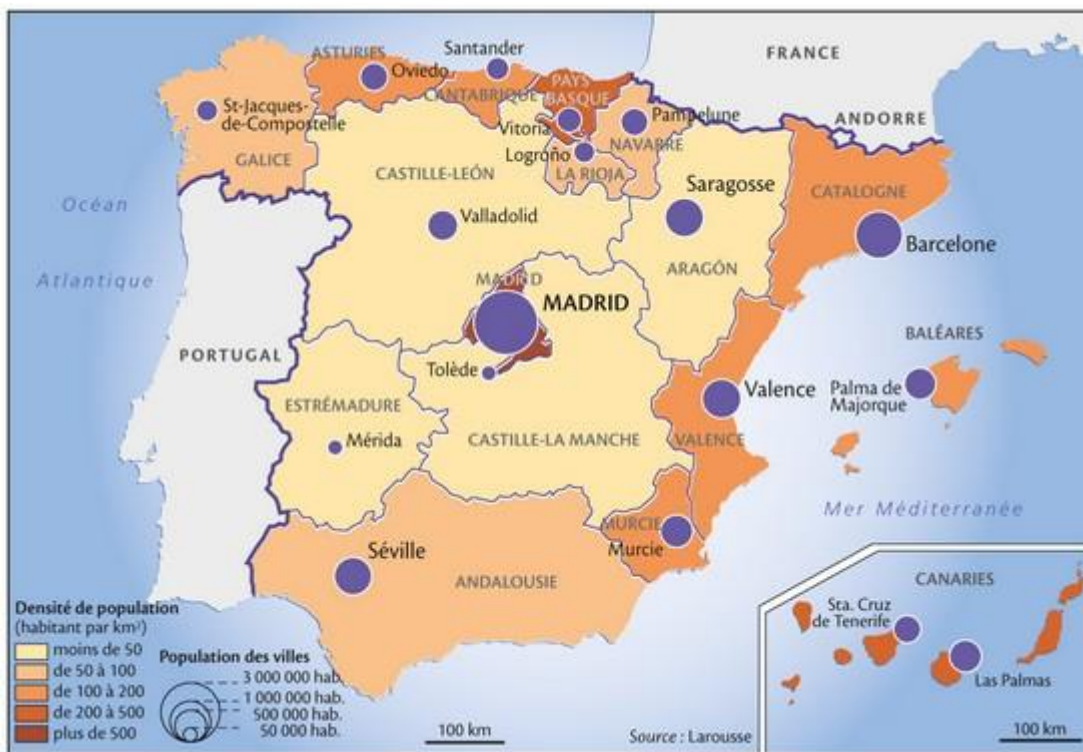 FRANCE
ANDORRE
PORTUGAL
Océan
Atlantique
Mer Méditerranée
ASTURIES
Oviedo
Santander
CANTABRIQUE
PAYS
BASQUE
Vitoria
Pampelune
NAVARRE
Logroño
LA RIOJA
St-Jacques-
de-Compostelle
GALICE
CASTILLE-LEÓN
Valladolid
Saragosse
ARAGÓN
CATALOGNE
Barcelone
MADRID
MADRID
Tolède
ESTRÉMADURE
Mérida
CASTILLE-LA MANCHE
Valence
VALENCE
BALÉARES
Palma de
Majorque
MURCIE
Murcie
Séville
ANDALOUSIE
CANARIES
Sta. Cruz
de Tenerife
Las Palmas
100 km
Densité de population
(habitant par km²)
moins de 50
de 50 à 100
de 100 à 200
de 200 à 500
plus de 500
Population des villes
3 000 000 hab.
1 000 000 hab.
500 000 hab.
50 000 hab.
100 km
Source : Larousse